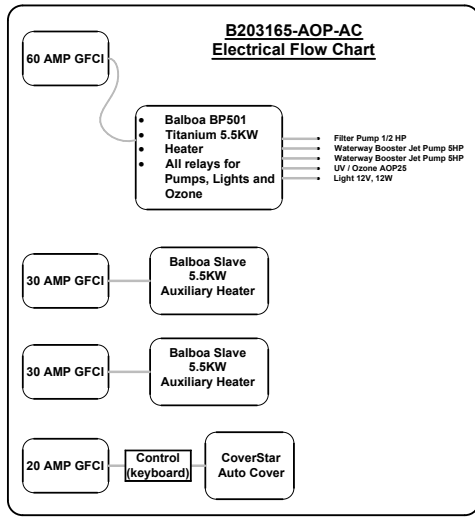 B203165-AOP-AC
Electrical Flow Chart
60 AMP GFCI
• Balboa BP501
• Titanium 5.5KW
• Heater
• All relays for
Pumps, Lights and
Ozone
• Filter Pump 1/2 HP
• Waterway Booster Jet Pump 5HP
• Waterway Booster Jet Pump 5HP
• UV / Ozone AOP25
• Light 12V, 12W
30 AMP GFCI
Balboa Slave
5.5KW
Auxiliary Heater
30 AMP GFCI
Balboa Slave
5.5KW
Auxiliary Heater
20 AMP GFCI
Control
(keyboard)
CoverStar
Auto Cover